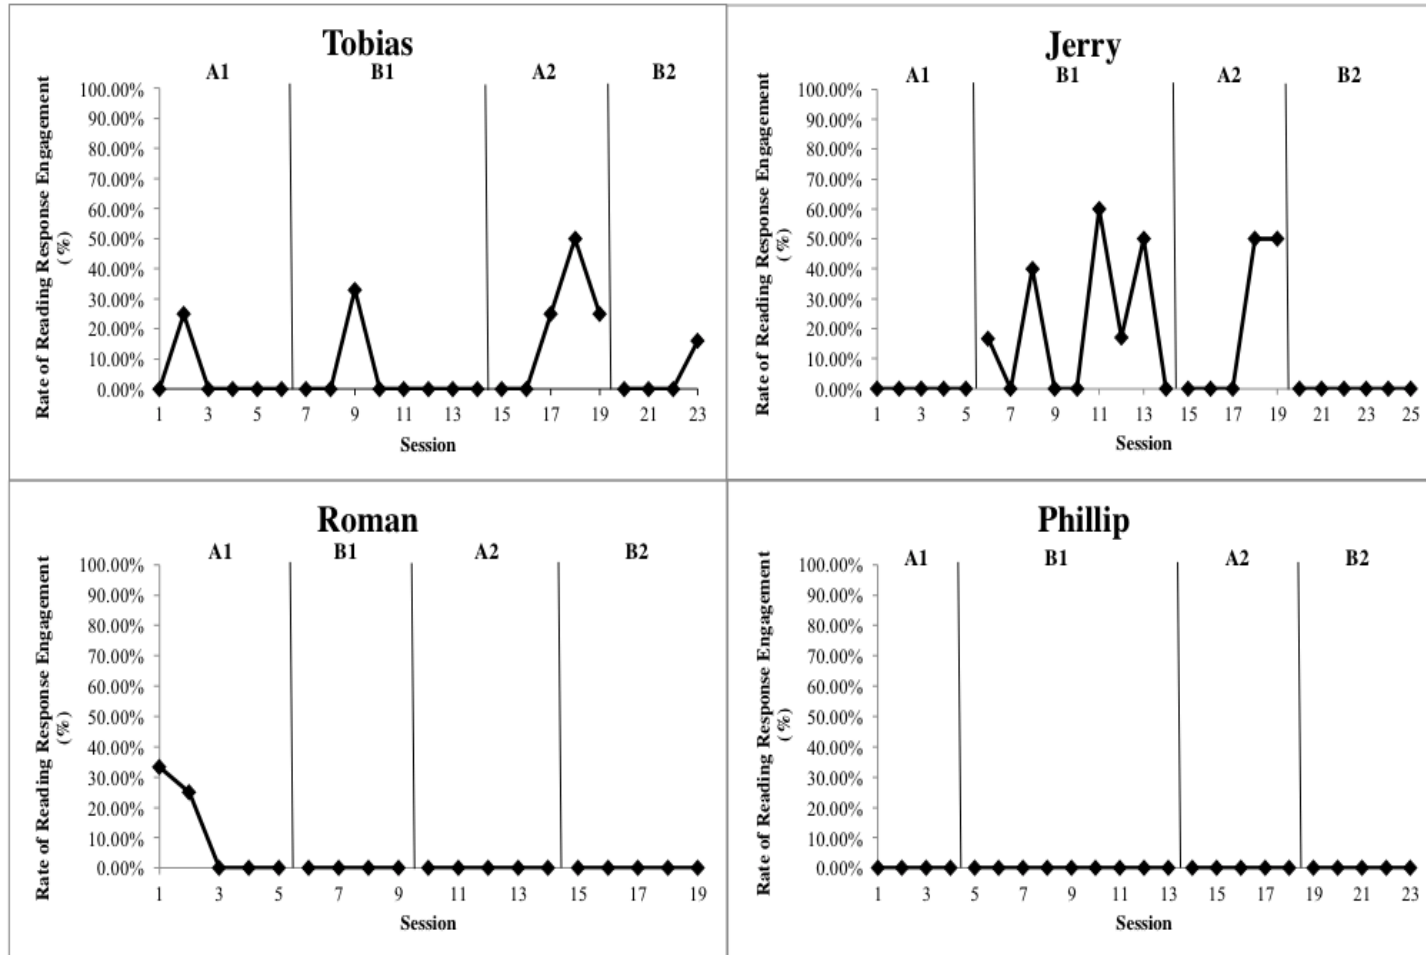 Tobias
A1 B1 A2 B2
Rate of Reading Response Engagement
(%)
100.00%
90.00%
80.00%
70.00%
60.00%
50.00%
40.00%
30.00%
20.00%
10.00%
0.00%
1 3 5 7 9 11 13 15 17 19 21 23
Session
Jerry
A1 B1 A2 B2
Rate of Reading Response Engagement
(%)
100.00%
90.00%
80.00%
70.00%
60.00%
50.00%
40.00%
30.00%
20.00%
10.00%
0.00%
1 3 5 7 9 11 13 15 17 19 21 23 25
Session
Roman
A1 B1 A2 B2
Rate of Reading Response Engagement
(%)
100.00%
90.00%
80.00%
70.00%
60.00%
50.00%
40.00%
30.00%
20.00%
10.00%
0.00%
1 3 5 7 9 11 13 15 17 19
Session
Phillip
A1 B1 A2 B2
Rate of Reading Response Engagement
(%)
100.00%
90.00%
80.00%
70.00%
60.00%
50.00%
40.00%
30.00%
20.00%
10.00%
0.00%
1 3 5 7 9 11 13 15 17 19 21 23
Session